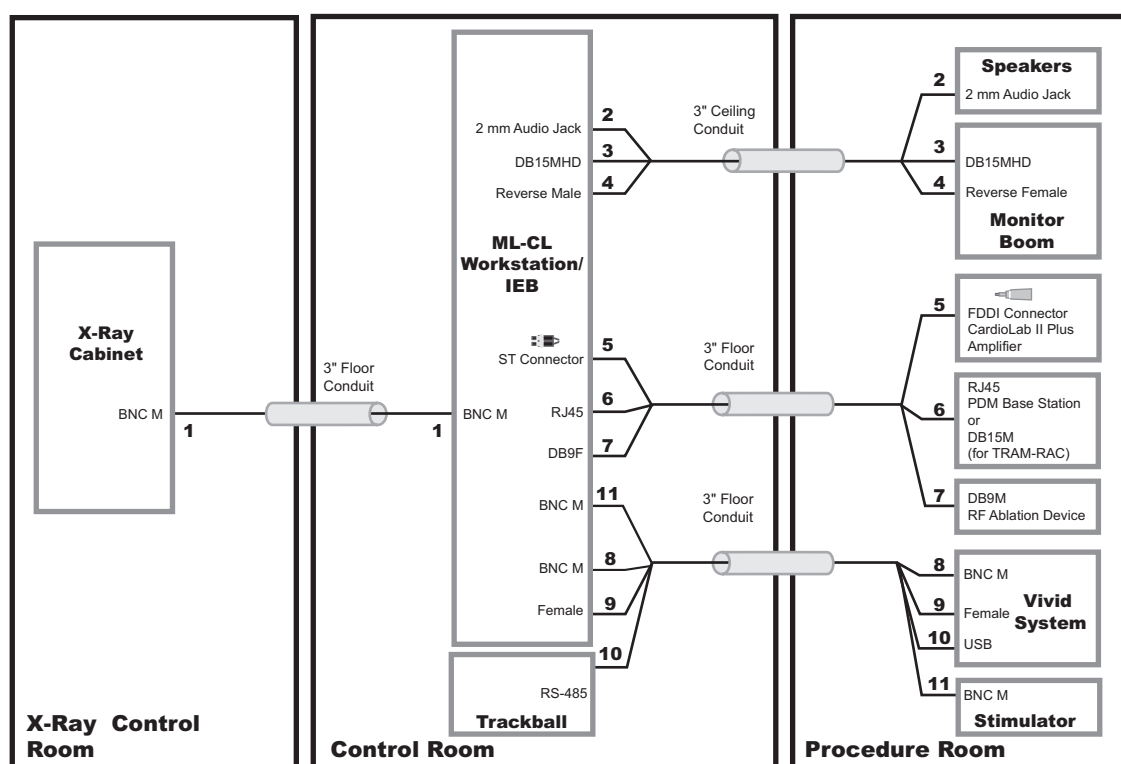 X-Ray
Cabinet
BNC M
1
3" Floor
Conduit
X-Ray Control
Room
1
BNC M
ML-CL
Workstation/
IEB
2 mm Audio Jack
2
DB15MHD
3
Reverse Male
4
ST Connector
5
RJ45
6
DB9F
7
BNC M
11
BNC M
8
Female
9
10
RS-485
Trackball
Control Room
3" Ceiling
Conduit
3" Floor
Conduit
3" Floor
Conduit
Speakers
2
2 mm Audio Jack
3
DB15MHD
4
Reverse Female
Monitor
Boom
5
FDDI Connector
CardioLab II Plus
Amplifier
6
RJ45
PDM Base Station
or
DB15M
(for TRAM-RAC)
7
DB9M
RF Ablation Device
8
BNC M
9
Female
10
USB
Vivid
System
11
BNC M
Stimulator
Procedure Room